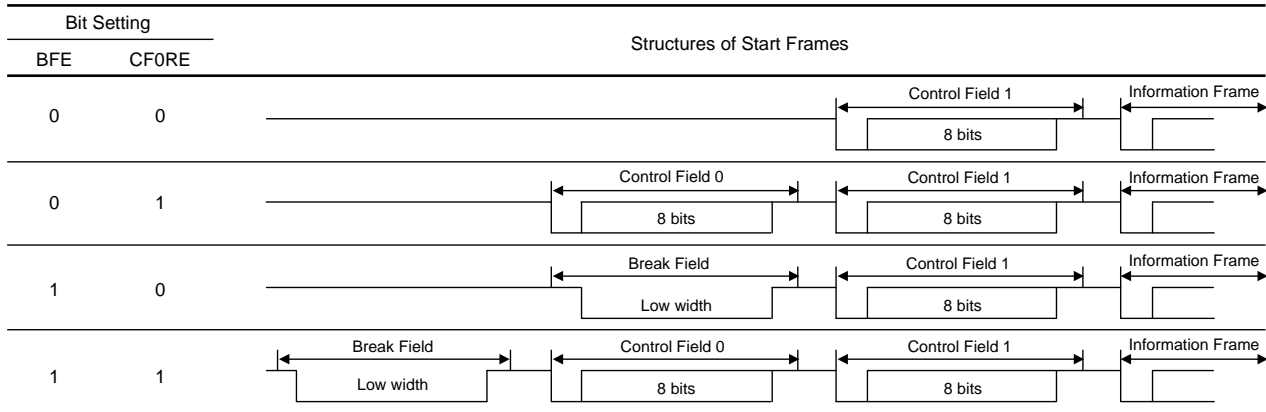 Bit Setting
Structures of Start Frames
BFE CF0RE
0 0 Control Field 1 Information Frame
8 bits
0 1 Control Field 0 Control Field 1 Information Frame
8 bits 8 bits
1 0 Break Field Control Field 1 Information Frame
Low width 8 bits
1 1 Break Field Control Field 0 Control Field 1 Information Frame
Low width 8 bits 8 bits